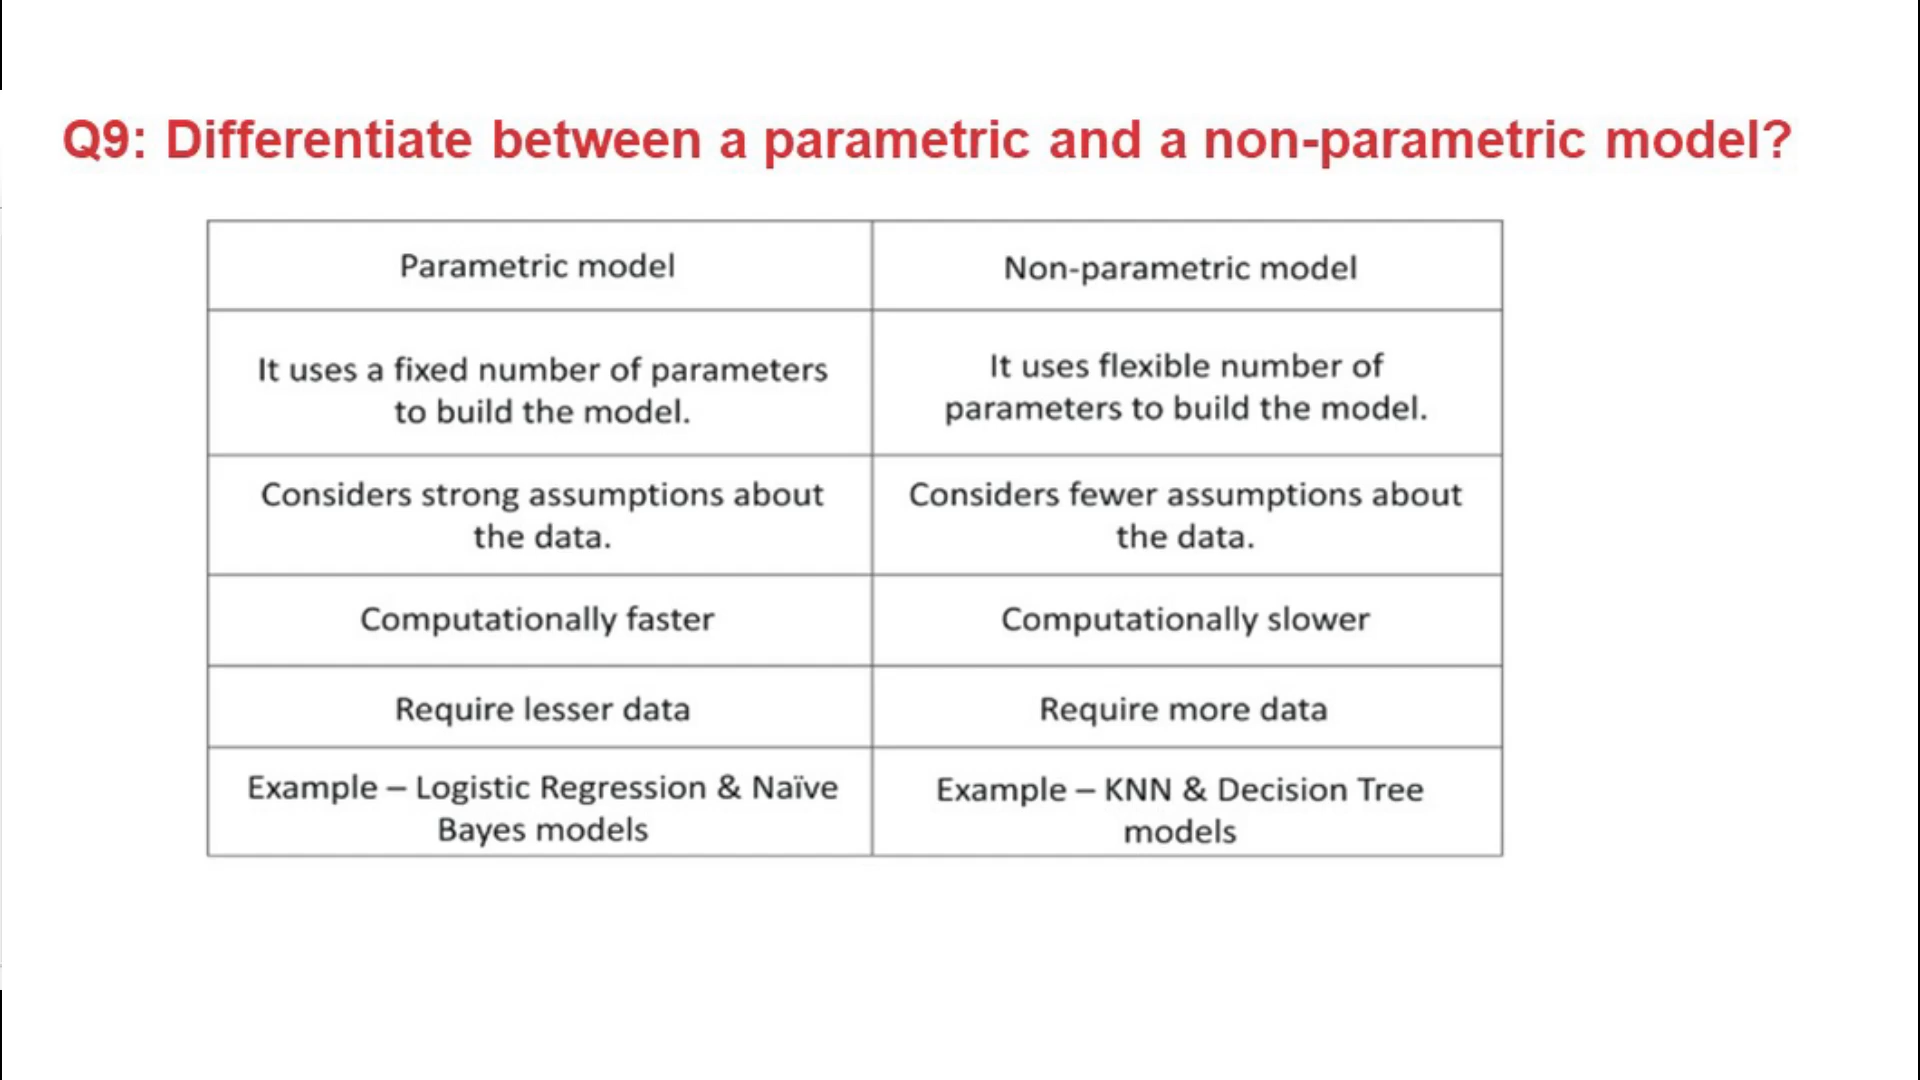 Q9: Differentiate between a parametric and a non-parametric model?
Parametric model
Non-parametric model
It uses a fixed number of parameters
to build the model.
It uses flexible number of
parameters to build the model.
Considers strong assumptions about
the data.
Considers fewer assumptions about
the data.
Computationally faster
Computationally slower
Require lesser data
Require more data
Example – Logistic Regression & Naïve
Bayes models
Example – KNN & Decision Tree
models